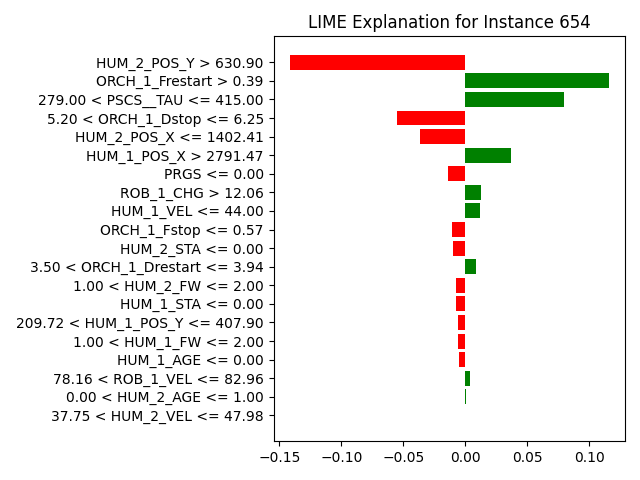 LIME Explanation for Instance 654
HUM_2_POS_Y > 630.90
ORCH_1_Frestart > 0.39
279.00 < PSCS__TAU <= 415.00
5.20 < ORCH_1_Dstop <= 6.25
HUM_2_POS_X <= 1402.41
HUM_1_POS_X > 2791.47
PRGS <= 0.00
ROB_1_CHG > 12.06
HUM_1_VEL <= 44.00
ORCH_1_Fstop <= 0.57
HUM_2_STA <= 0.00
3.50 < ORCH_1_Drestart <= 3.94
1.00 < HUM_2_FW <= 2.00
HUM_1_STA <= 0.00
209.72 < HUM_1_POS_Y <= 407.90
1.00 < HUM_1_FW <= 2.00
HUM_1_AGE <= 0.00
78.16 < ROB_1_VEL <= 82.96
0.00 < HUM_2_AGE <= 1.00
37.75 < HUM_2_VEL <= 47.98
−0.15 −0.10 −0.05 0.00 0.05 0.10